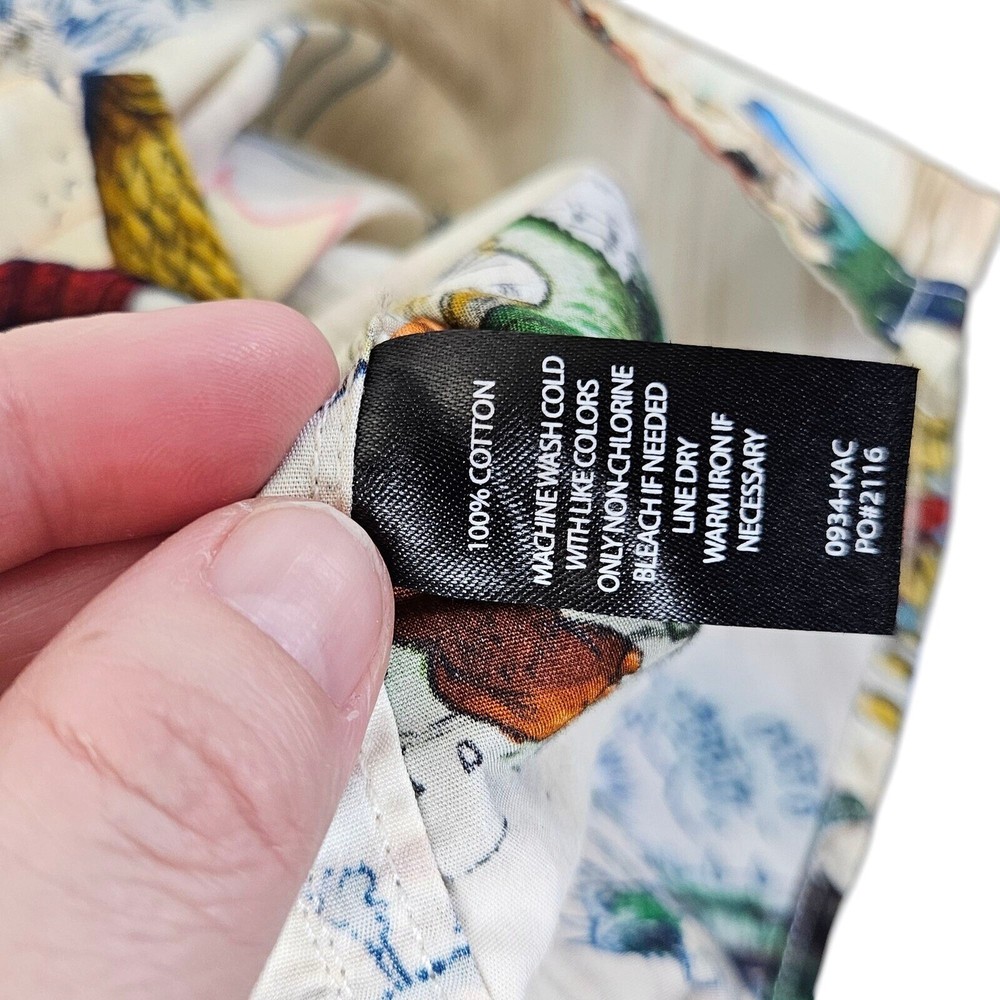 100% COTTON
MACHINE WASH COLD
WITH LIKE COLORS
ONLY NON-CHLORINE
BLEACH IF NEEDED
LINE DRY
WARM IRON IF
NECESSARY
0934-KAC
PO#2116